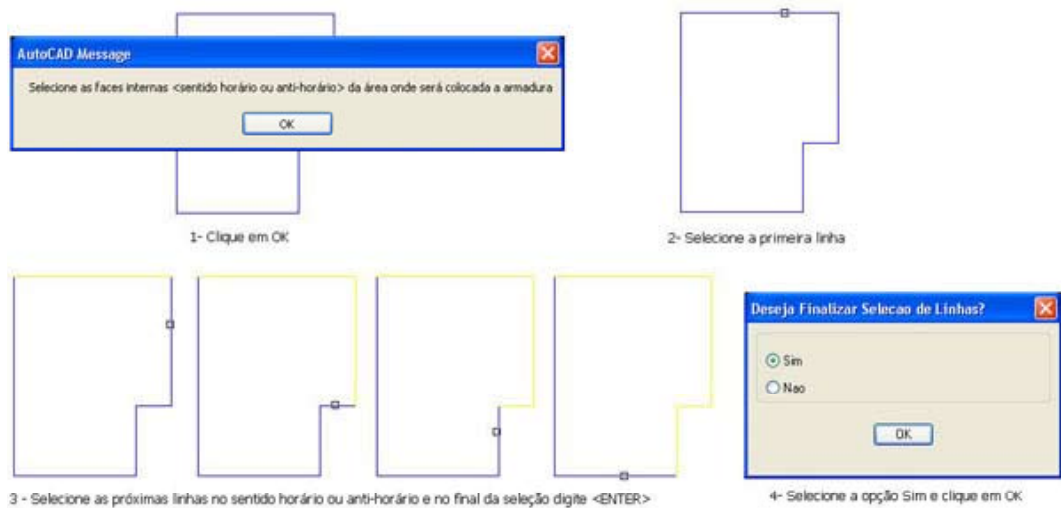 AutoCAD Message
Selecione as faces internas <sentido horário ou anti-horário> da área onde será colocada a armadura
OK
1- Clique em OK
2- Selecione a primeira linha
Deseja Finalizar Selecao de Linhas?
Sim
Nao
OK
3 - Selecione as próximas linhas no sentido horário ou anti-horário e no final da seleção digite <ENTER>
4- Selecione a opção Sim e clique em OK